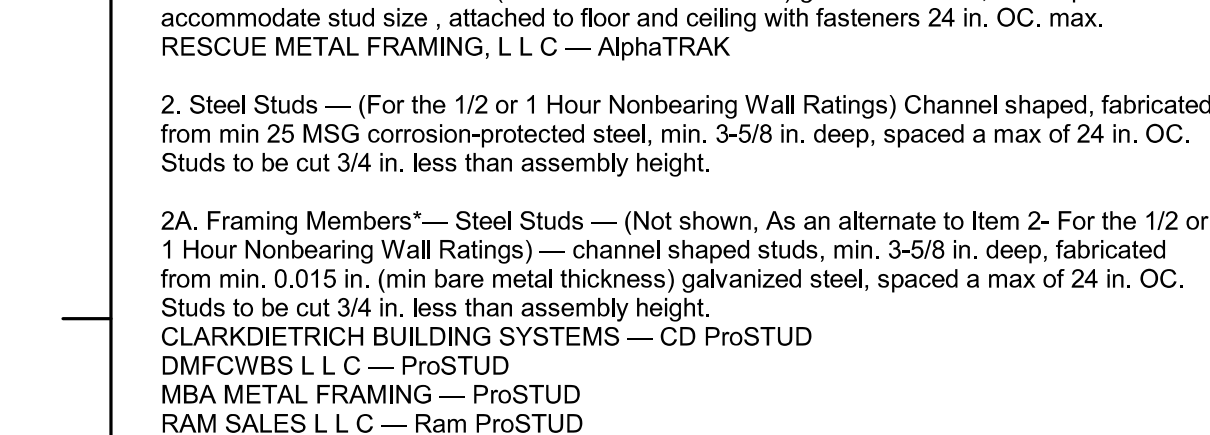 accommodate stud size , attached to floor and ceiling with fasteners 24 in. OC. max.
RESCUE METAL FRAMING, L L C — AlphaTRAK
2. Steel Studs — (For the 1/2 or 1 Hour Nonbearing Wall Ratings) Channel shaped, fabricated
from min 25 MSG corrosion-protected steel, min. 3-5/8 in. deep, spaced a max of 24 in. OC.
Studs to be cut 3/4 in. less than assembly height.
2A. Framing Members*— Steel Studs — (Not shown, As an alternate to Item 2- For the 1/2 or
1 Hour Nonbearing Wall Ratings) — channel shaped studs, min. 3-5/8 in. deep, fabricated
from min. 0.015 in. (min bare metal thickness) galvanized steel, spaced a max of 24 in. OC.
Studs to be cut 3/4 in. less than assembly height.
CLARKDIETRICH BUILDING SYSTEMS — CD ProSTUD
DMFCWBS L L C — ProSTUD
MBA METAL FRAMING — ProSTUD
RAM SALES L L C — Ram ProSTUD